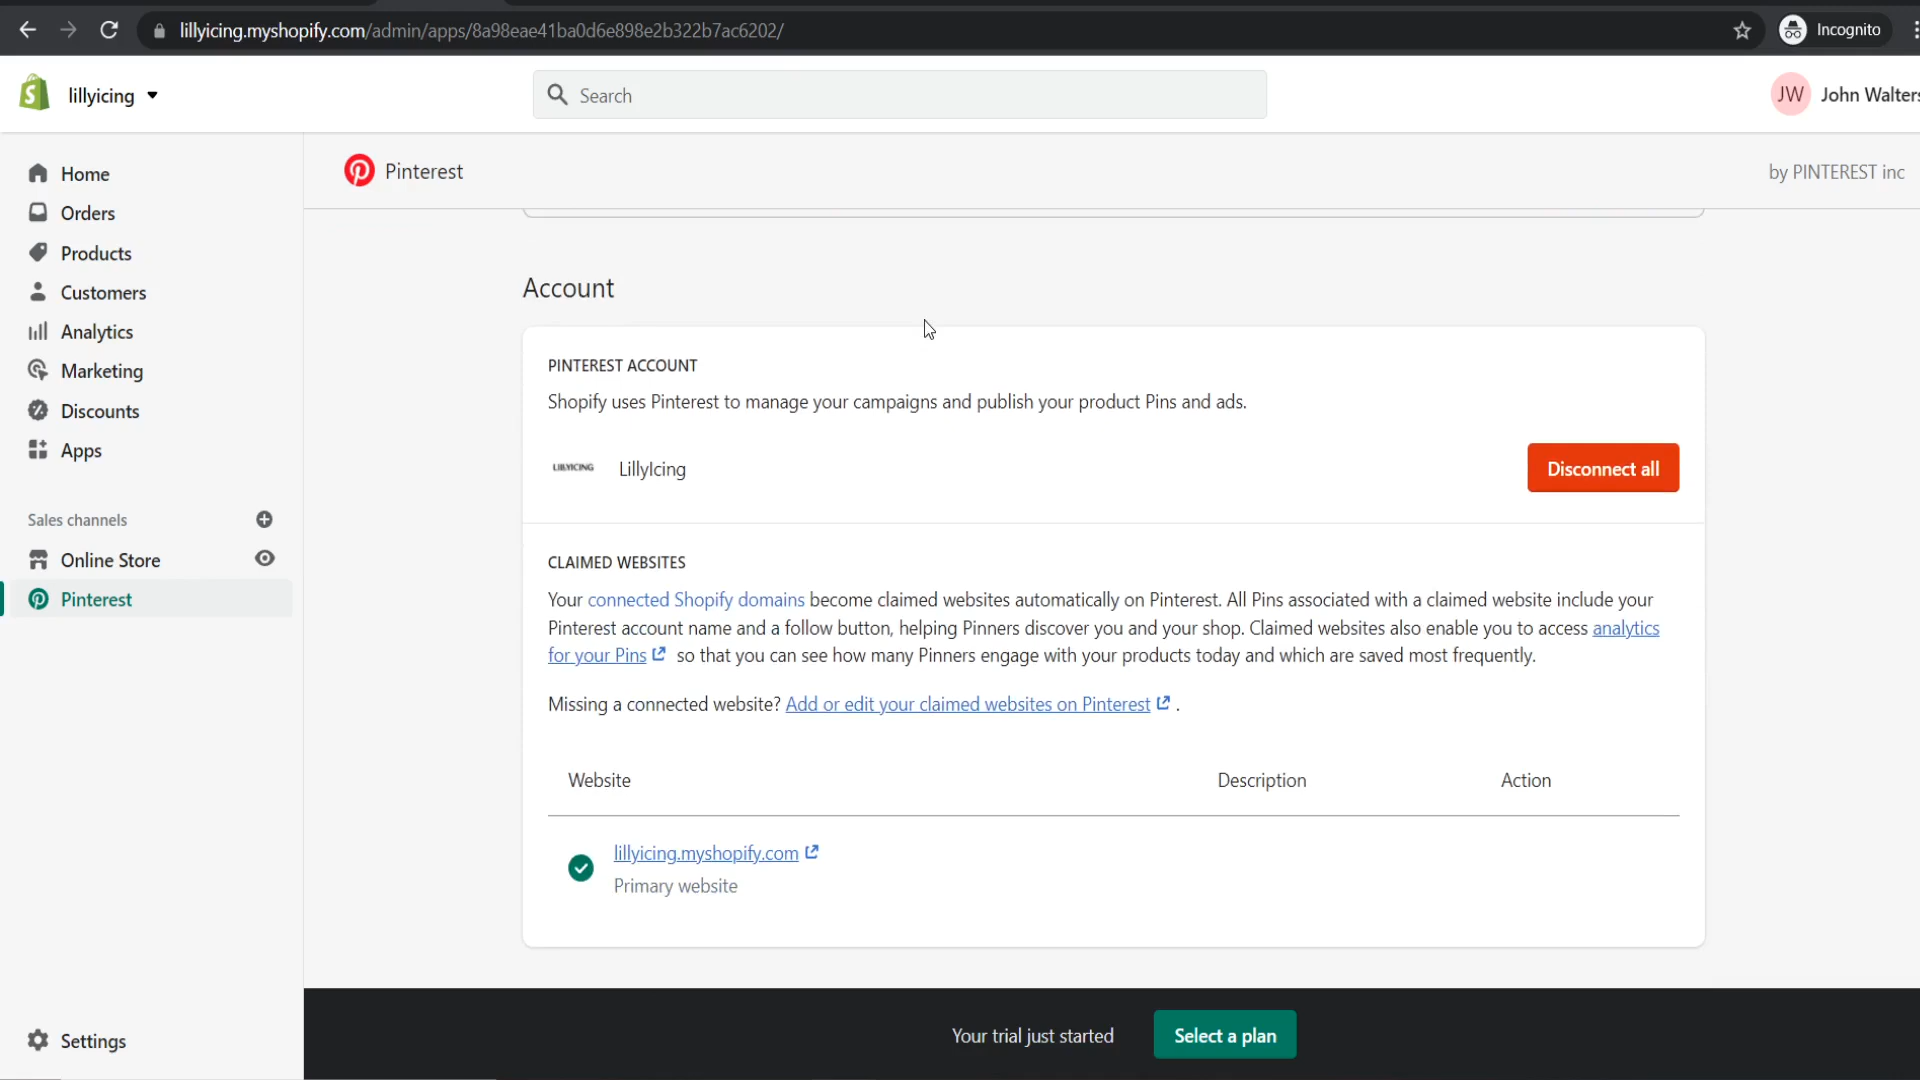 lillyicing.myshopify.com/admin/apps/8a98eae41ba0d6e898e2b322b7ac6202/
Incognito
lillyicing
Search
JW
John Walters
Home
Orders
Products
Customers
Analytics
Marketing
Discounts
Apps
Sales channels
Online Store
Pinterest
Settings
Pinterest
by PINTEREST inc
Account
PINTEREST ACCOUNT
Shopify uses Pinterest to manage your campaigns and publish your product Pins and ads.
LILLYICING
LillyIcing
Disconnect all
CLAIMED WEBSITES
Your connected Shopify domains become claimed websites automatically on Pinterest. All Pins associated with a claimed website include your
Pinterest account name and a follow button, helping Pinners discover you and your shop. Claimed websites also enable you to access analytics
for your Pins so that you can see how many Pinners engage with your products today and which are saved most frequently.
Missing a connected website? Add or edit your claimed websites on Pinterest .
Website Description Action
lillyicing.myshopify.com
Primary website
Your trial just started
Select a plan